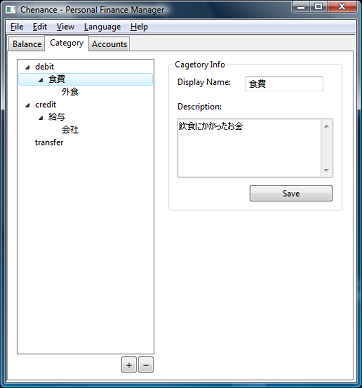 Chenance - Personal Finance Manager
File Edit View Language Help
Balance Category Accounts
debit
食費
外食
credit
給与
会社
transfer
Cagetory Info
Display Name: 食費
Description:
飲食にかかったお金
Save
+ −